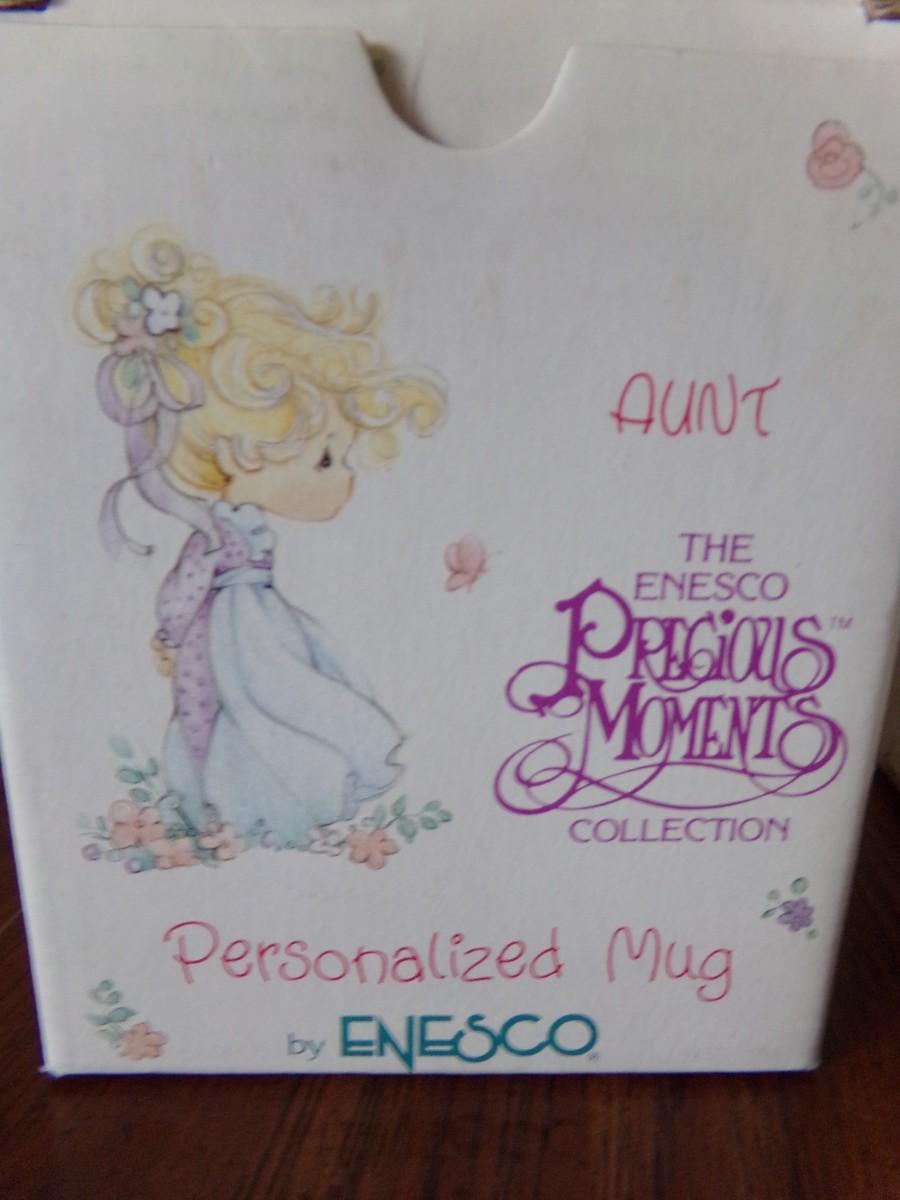 AUNT
THE
ENESCO
PRECIOUS™
MOMENTS
COLLECTION
Personalized Mug
by ENESCO®